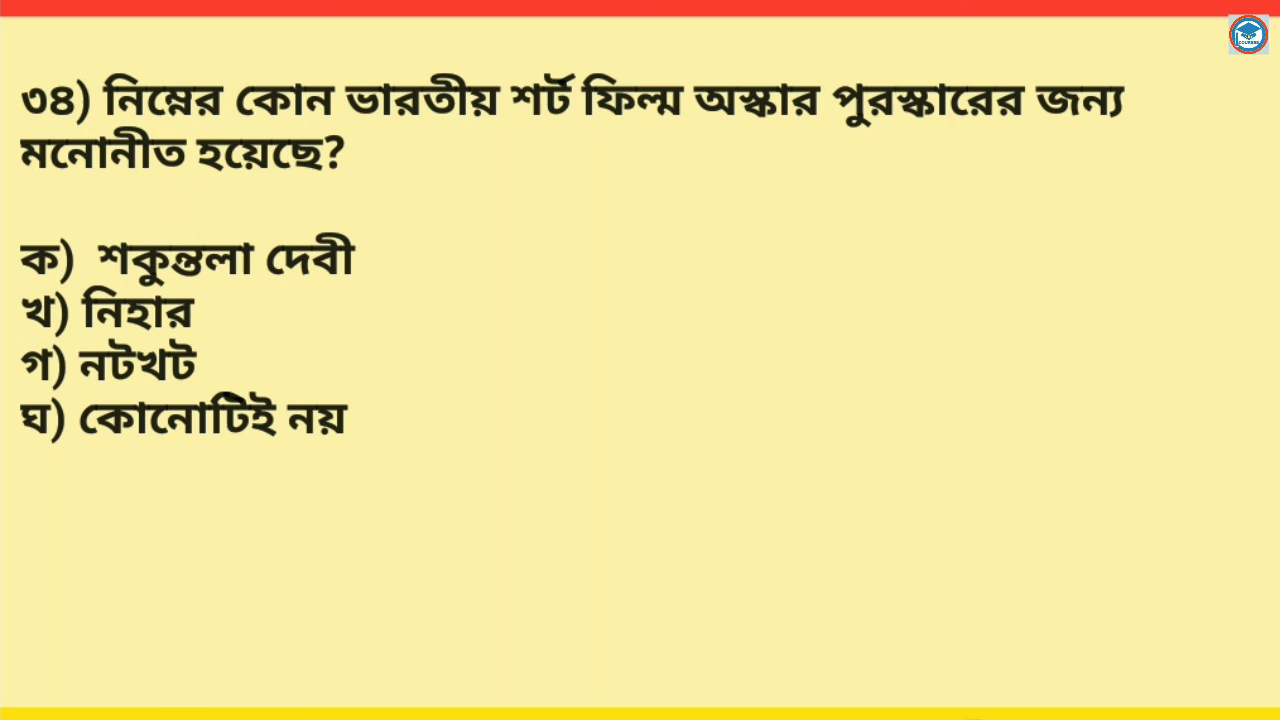 ৩৪) নিম্নের কোন ভারতীয় শর্ট ফিল্ম অস্কার পুরস্কারের জন্য
মনোনীত হয়েছে?
ক) শকুন্তলা দেবী
খ) নিহার
গ) নটখট
ঘ) কোনোটিই নয়